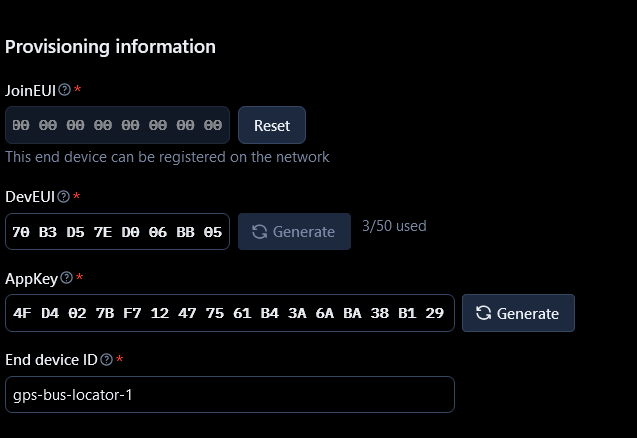 Provisioning information
JoinEUI *
00 00 00 00 00 00 00 00 Reset
This end device can be registered on the network
DevEUI *
70 B3 D5 7E D0 06 BB 05 Generate 3/50 used
AppKey *
4F D4 02 7B F7 12 47 75 61 B4 3A 6A BA 38 B1 29 Generate
End device ID *
gps-bus-locator-1